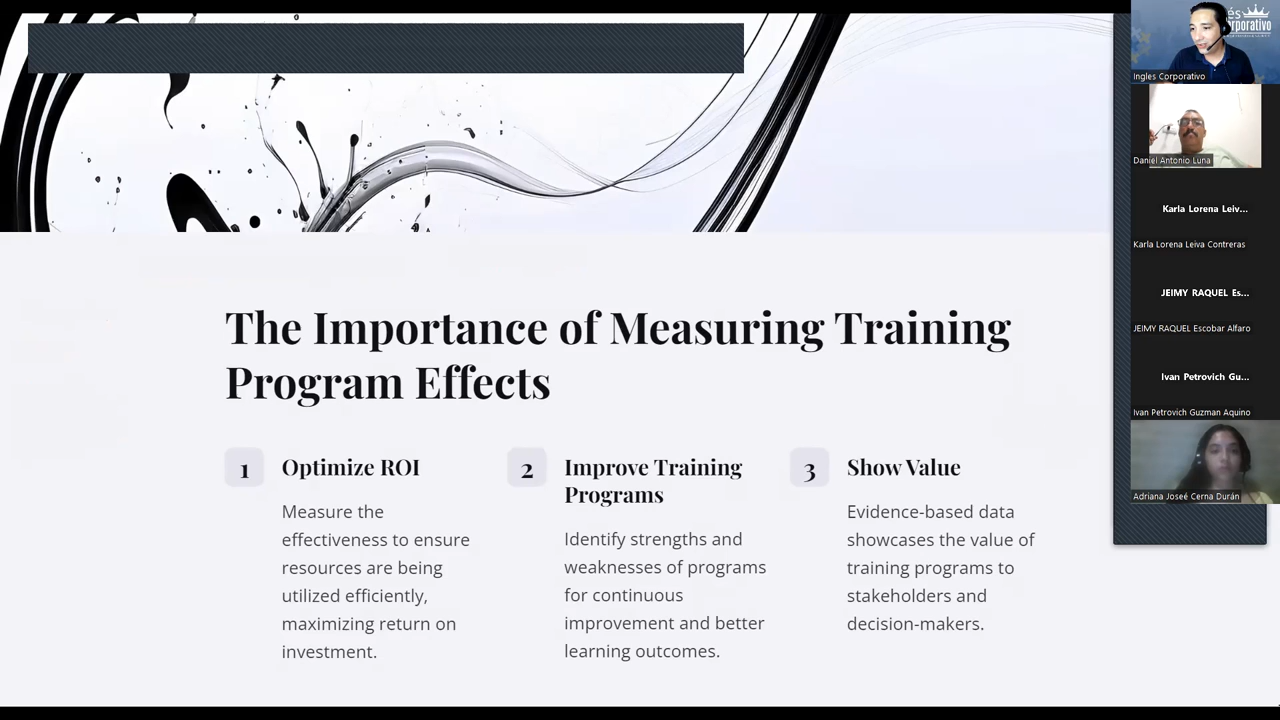 The Importance of Measuring Training
Program Effects
1
Optimize ROI
Measure the
effectiveness to ensure
resources are being
utilized efficiently,
maximizing return on
investment.
2
Improve Training
Programs
Identify strengths and
weaknesses of programs
for continuous
improvement and better
learning outcomes.
3
Show Value
Evidence-based data
showcases the value of
training programs to
stakeholders and
decision-makers.
Ingles Corporativo
Daniel Antonio Luna
Karla Lorena Leiv...
Karla Lorena Leiva Contreras
JEIMY RAQUEL Es...
JEIMY RAQUEL Escobar Alfaro
Ivan Petrovich Gu...
Ivan Petrovich Guzman Aquino
Adriana Joseé Cerna Durán